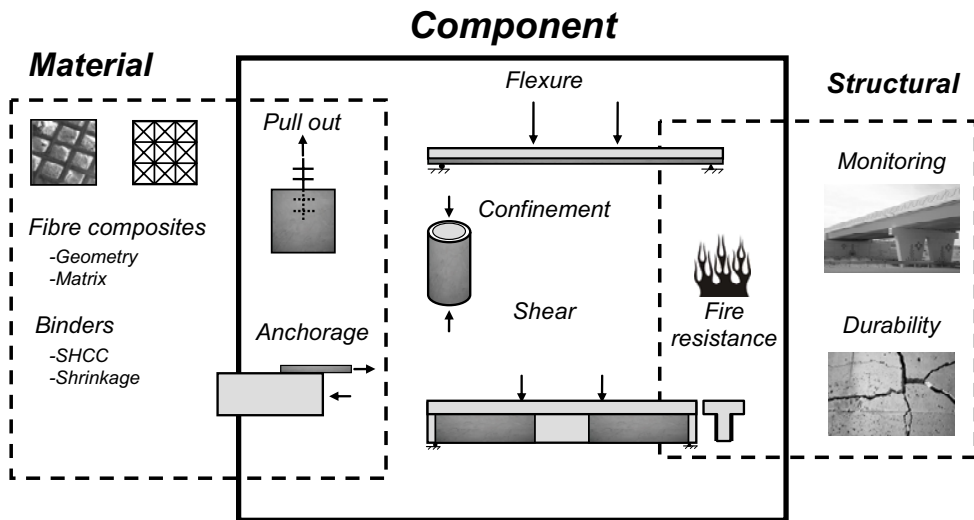 Component
Material
Structural
Flexure
Pull out
Monitoring
Fibre composites
-Geometry
-Matrix
Confinement
Binders
-SHCC
-Shrinkage
Anchorage
Shear
Fire
resistance
Durability